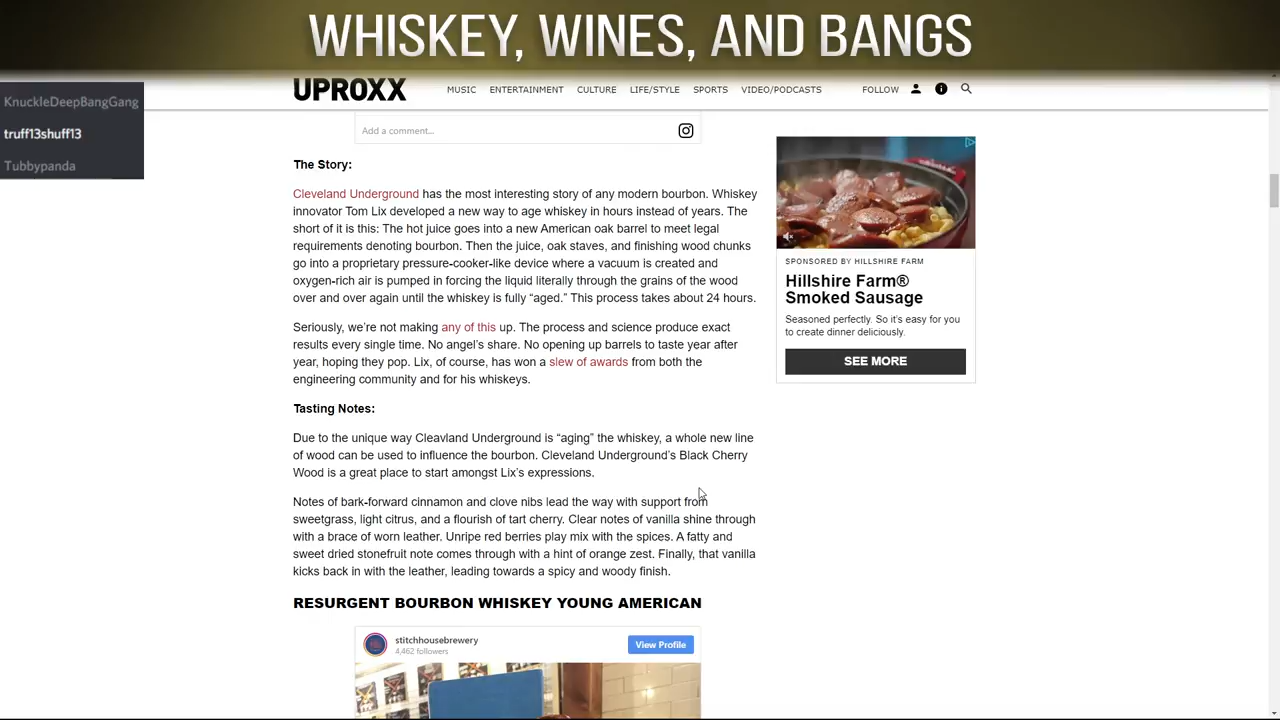 WHISKEY, WINES, AND BANGS
UPROXX
MUSIC ENTERTAINMENT CULTURE LIFE/STYLE SPORTS VIDEO/PODCASTS FOLLOW
KnuckleDeepBangGang
truff13shuff13
Tubbypanda
Add a comment...
The Story:
Cleveland Underground has the most interesting story of any modern bourbon. Whiskey
innovator Tom Lix developed a new way to age whiskey in hours instead of years. The
short of it is this: The hot juice goes into a new American oak barrel to meet legal
requirements denoting bourbon. Then the juice, oak staves, and finishing wood chunks
go into a proprietary pressure-cooker-like device where a vacuum is created and
oxygen-rich air is pumped in forcing the liquid literally through the grains of the wood
over and over again until the whiskey is fully “aged.” This process takes about 24 hours.
Seriously, we’re not making any of this up. The process and science produce exact
results every single time. No angel’s share. No opening up barrels to taste year after
year, hoping they pop. Lix, of course, has won a slew of awards from both the
engineering community and for his whiskeys.
Tasting Notes:
Due to the unique way Cleavland Underground is “aging” the whiskey, a whole new line
of wood can be used to influence the bourbon. Cleveland Underground’s Black Cherry
Wood is a great place to start amongst Lix’s expressions.
Notes of bark-forward cinnamon and clove nibs lead the way with support from
sweetgrass, light citrus, and a flourish of tart cherry. Clear notes of vanilla shine through
with a brace of worn leather. Unripe red berries play mix with the spices. A fatty and
sweet dried stonefruit note comes through with a hint of orange zest. Finally, that vanilla
kicks back in with the leather, leading towards a spicy and woody finish.
RESURGENT BOURBON WHISKEY YOUNG AMERICAN
stitchhousebrewery
4,462 followers
View Profile
SPONSORED BY HILLSHIRE FARM
Hillshire Farm®
Smoked Sausage
Seasoned perfectly. So it’s easy for you
to create dinner deliciously.
SEE MORE